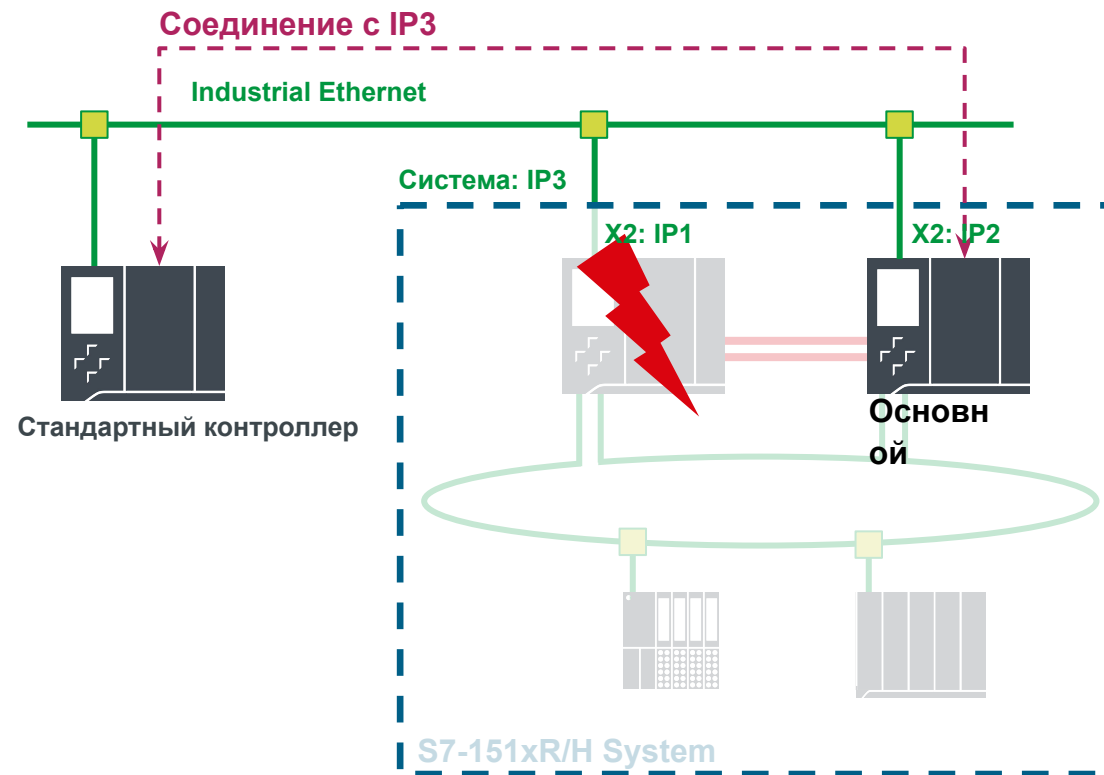 Соединение с IP3
Industrial Ethernet
Система: IP3
X2: IP1
X2: IP2
Стандартный контроллер
Основн
ой
S7-151xR/H System